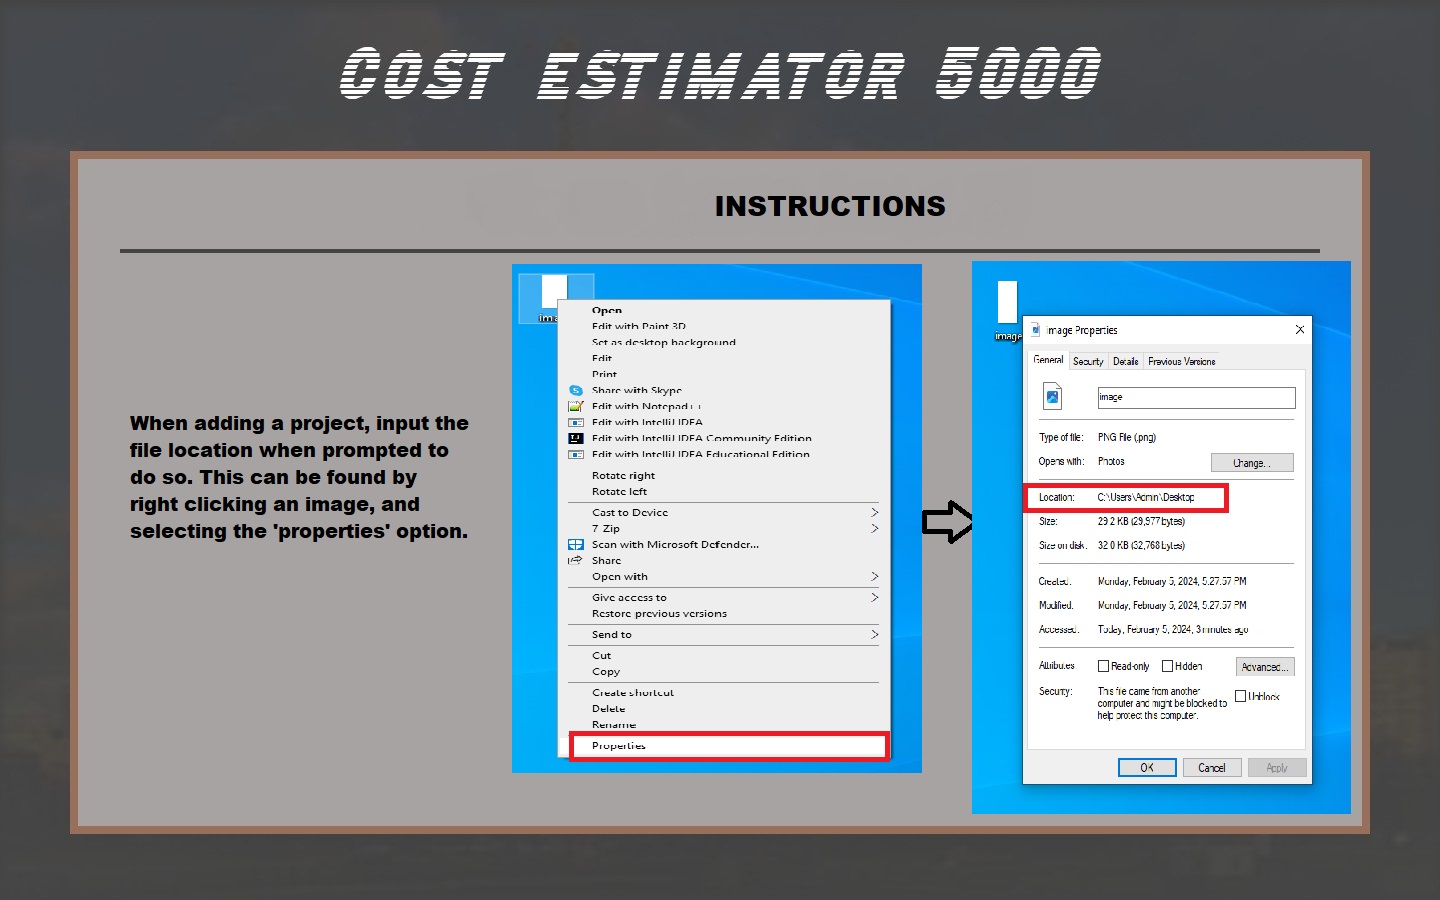 COST ESTIMATOR 5000
INSTRUCTIONS
When adding a project, input the
file location when prompted to
do so. This can be found by
right clicking an image, and
selecting the 'properties' option.
Open
Edit with Paint 3D
Set as desktop background
Edit
Print
Share with Skype
Edit with Notepad++
Edit with IntelliJ IDEA
Edit with IntelliJ IDEA Community Edition
Edit with IntelliJ IDEA Educational Edition
Rotate right
Rotate left
Cast to Device
7-Zip
Scan with Microsoft Defender...
Share
Open with
Give access to
Restore previous versions
Send to
Cut
Copy
Create shortcut
Delete
Rename
Properties
image
image Properties
General Security Details Previous Versions
image
Type of file: PNG File (.png)
Opens with: Photos Change...
Location: C:\Users\Admin\Desktop
Size: 29.2 KB (29,977 bytes)
Size on disk: 32.0 KB (32,768 bytes)
Created: Monday, February 5, 2024, 5:27:57 PM
Modified: Monday, February 5, 2024, 5:27:57 PM
Accessed: Today, February 5, 2024, 3 minutes ago
Attributes: Read-only Hidden Advanced...
Security: This file came from another
computer and might be blocked to
help protect this computer.
Unblock
OK Cancel Apply